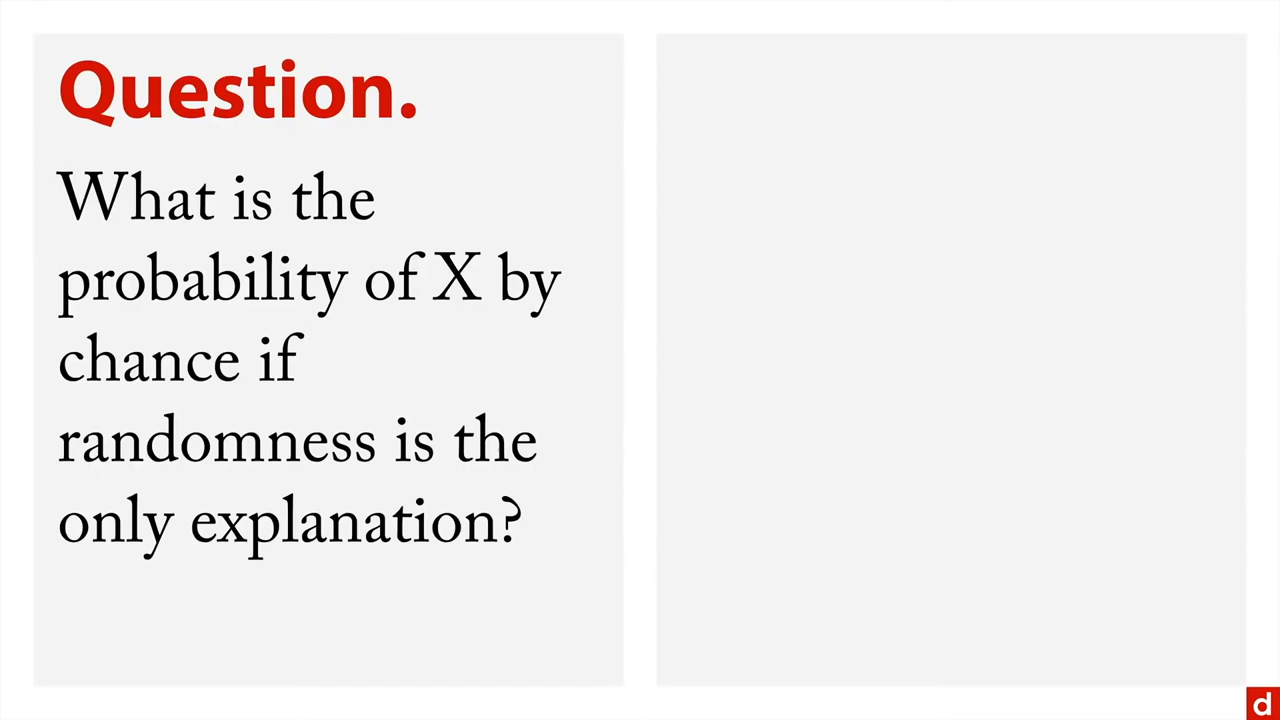 Question.
What is the
probability of X by
chance if
randomness is the
only explanation?
d